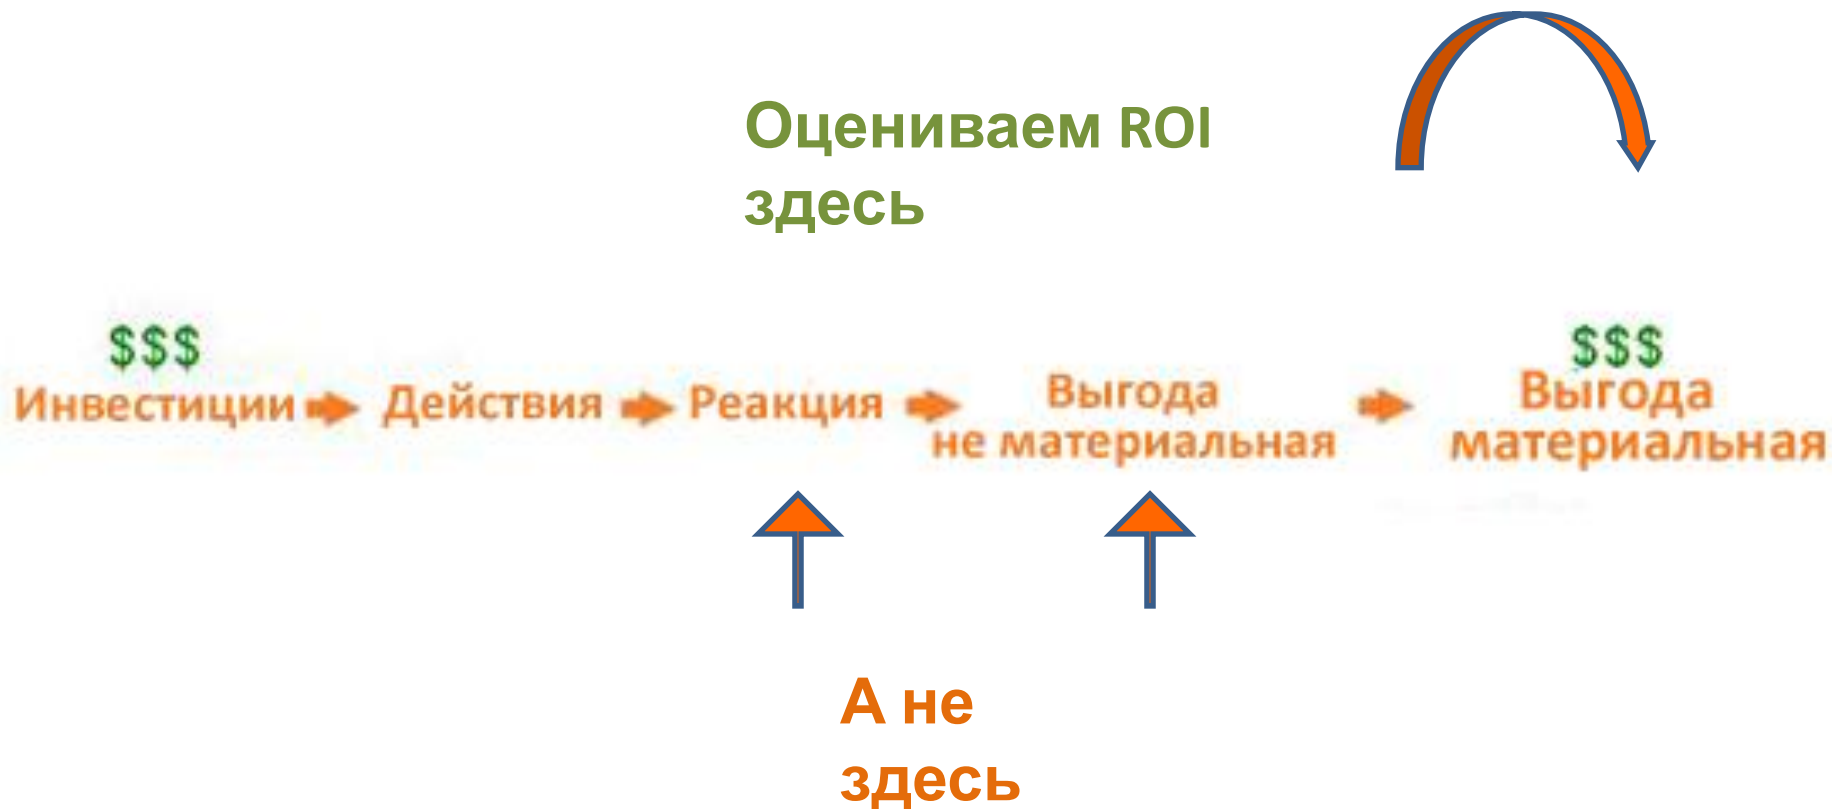 Оцениваем ROI
здесь
$$$
$$$
Инвестиции
Действия
Реакция
Выгода
не материальная
Выгода
материальная
А не
здесь